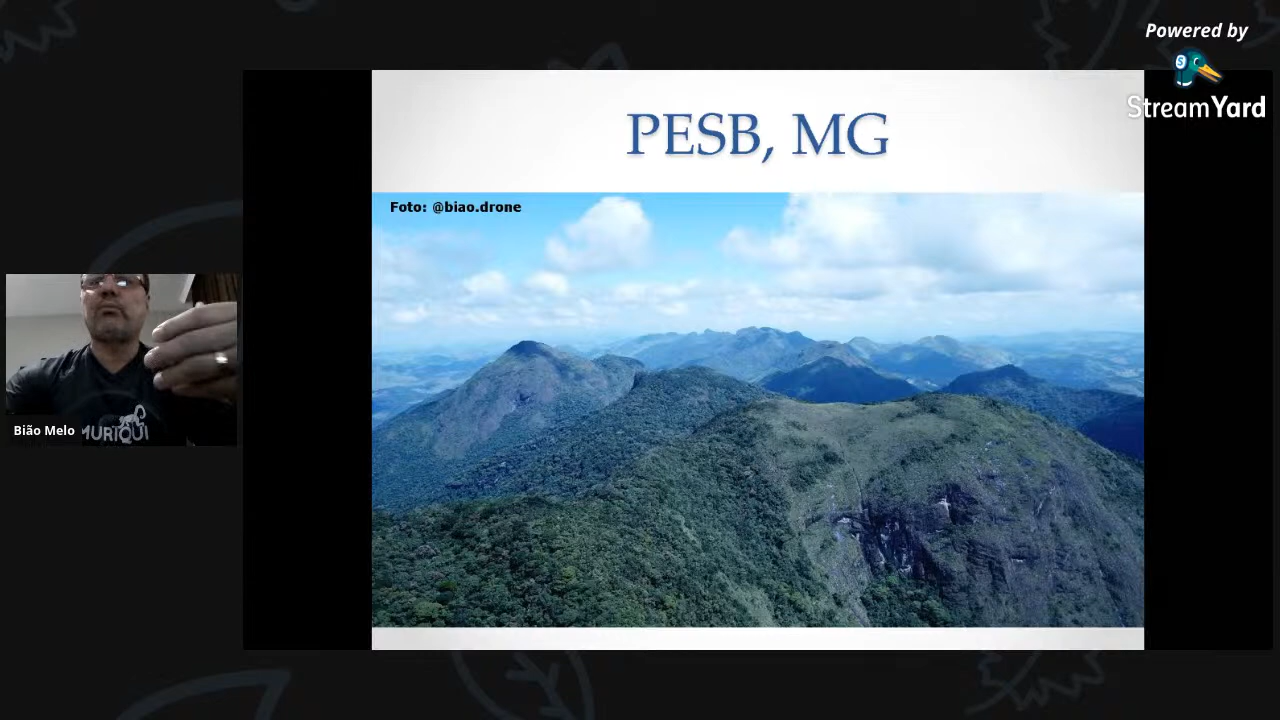 Powered by
StreamYard
PESB, MG
Foto: @biao.drone
MURIQUI
Bião Melo